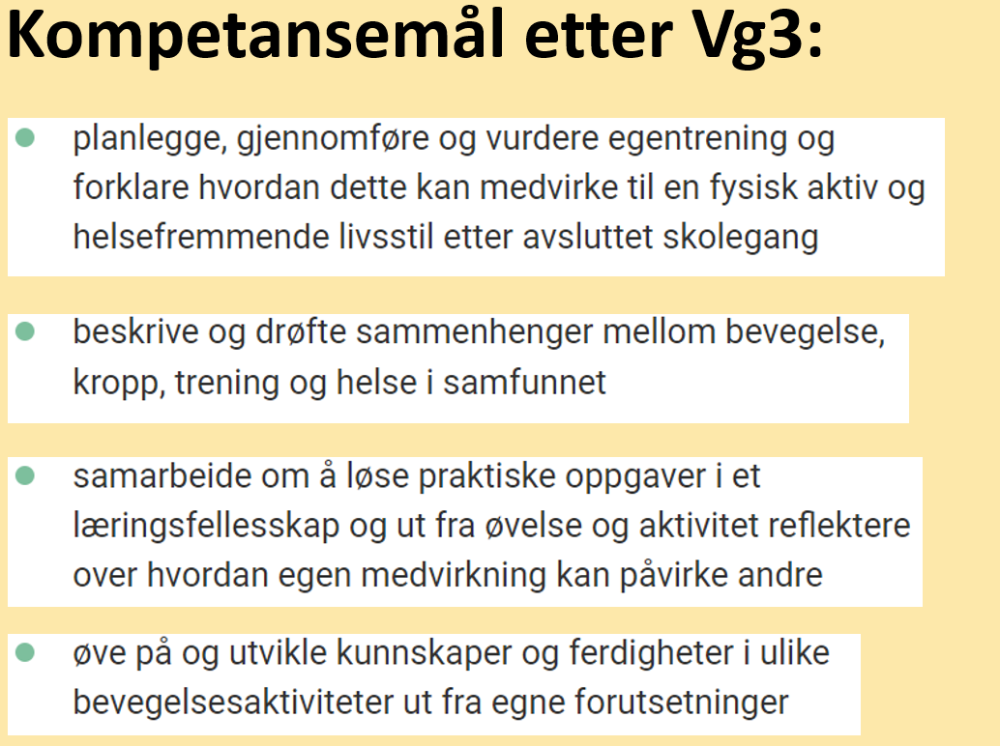 Kompetansemål etter Vg3:
planlegge, gjennomføre og vurdere egentrening og
forklare hvordan dette kan medvirke til en fysisk aktiv og
helsefremmende livsstil etter avsluttet skolegang
beskrive og drøfte sammenhenger mellom bevegelse,
kropp, trening og helse i samfunnet
samarbeide om å løse praktiske oppgaver i et
læringsfellesskap og ut fra øvelse og aktivitet reflektere
over hvordan egen medvirkning kan påvirke andre
øve på og utvikle kunnskaper og ferdigheter i ulike
bevegelsesaktiviteter ut fra egne forutsetninger